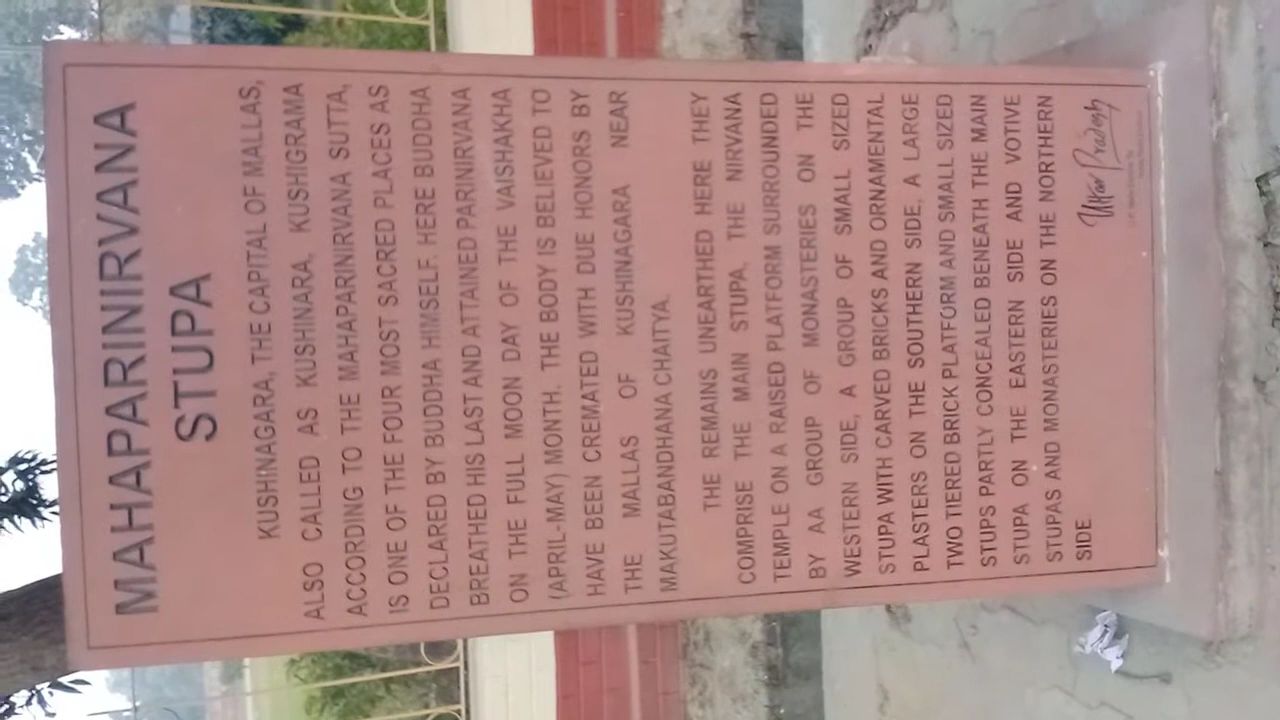 MAHAPARINIRVANA
STUPA
KUSHINAGARA, THE CAPITAL OF MALLAS,
ALSO CALLED AS KUSHINARA, KUSHIGRAMA
ACCORDING TO THE MAHAPARINIRVANA SUTTA,
IS ONE OF THE FOUR MOST SACRED PLACES AS
DECLARED BY BUDDHA HIMSELF. HERE BUDDHA
BREATHED HIS LAST AND ATTAINED PARINIRVANA
ON THE FULL MOON DAY OF THE VAISHAKHA
(APRIL-MAY) MONTH. THE BODY IS BELIEVED TO
HAVE BEEN CREMATED WITH DUE HONORS BY
THE MALLAS OF KUSHINAGARA NEAR
MAKUTABANDHANA CHAITYA.
THE REMAINS UNEARTHED HERE THEY
COMPRISE THE MAIN STUPA, THE NIRVANA
TEMPLE ON A RAISED PLATFORM SURROUNDED
BY AA GROUP OF MONASTERIES ON THE
WESTERN SIDE, A GROUP OF SMALL SIZED
STUPA WITH CARVED BRICKS AND ORNAMENTAL
PLASTERS ON THE SOUTHERN SIDE, A LARGE
TWO TIERED BRICK PLATFORM AND SMALL SIZED
STUPS PARTLY CONCEALED BENEATH THE MAIN
STUPA ON THE EASTERN SIDE AND VOTIVE
STUPAS AND MONASTERIES ON THE NORTHERN
SIDE.
Uttar Pradesh